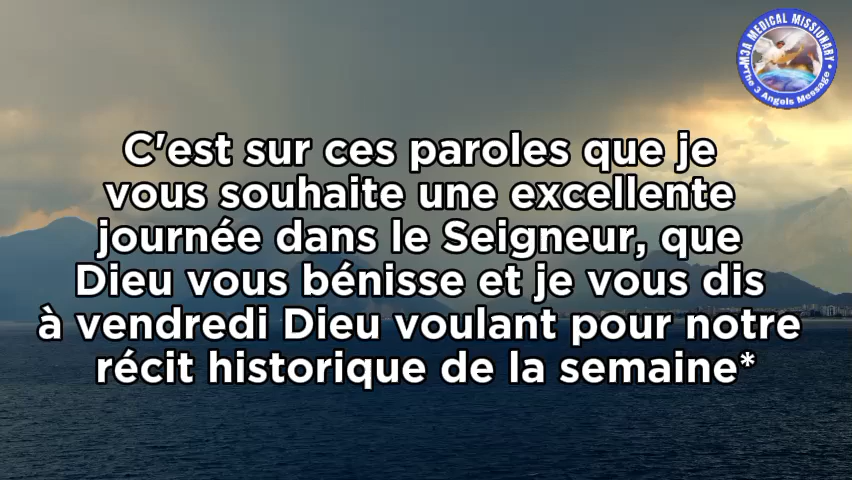 M3A MEDICAL MISSIONARY
The 3 Angels Message
C'est sur ces paroles que je
vous souhaite une excellente
journée dans le Seigneur, que
Dieu vous bénisse et je vous dis
à vendredi Dieu voulant pour notre
récit historique de la semaine*